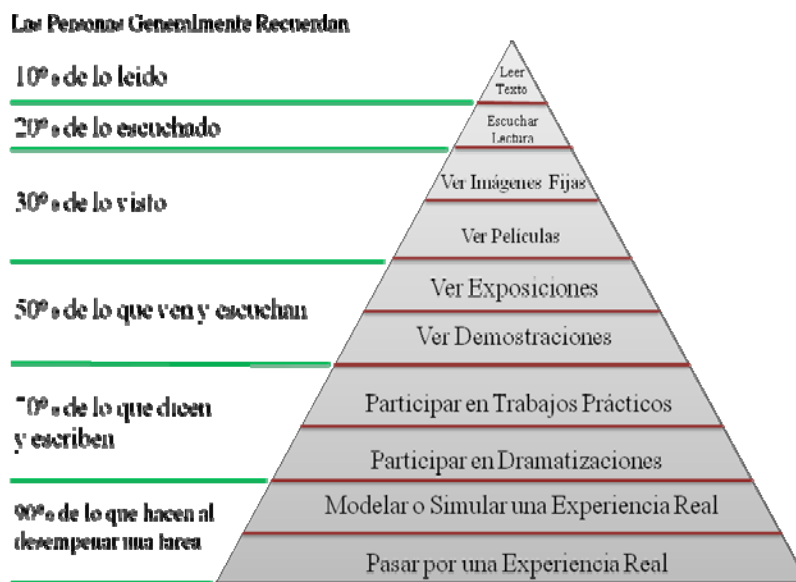 Las Personas Generalmente Recuerdan
10% de lo leido
Leer
Texto
20% de lo escuchado
Escuchar
Lectura
30% de lo visto
Ver Imágenes Fijas
Ver Películas
50% de lo que ven y escuchan
Ver Exposiciones
Ver Demostraciones
70% de lo que dicen
y escriben
Participar en Trabajos Prácticos
Participar en Dramatizaciones
90% de lo que hacen al
desempeñar una tarea
Modelar o Simular una Experiencia Real
Pasar por una Experiencia Real